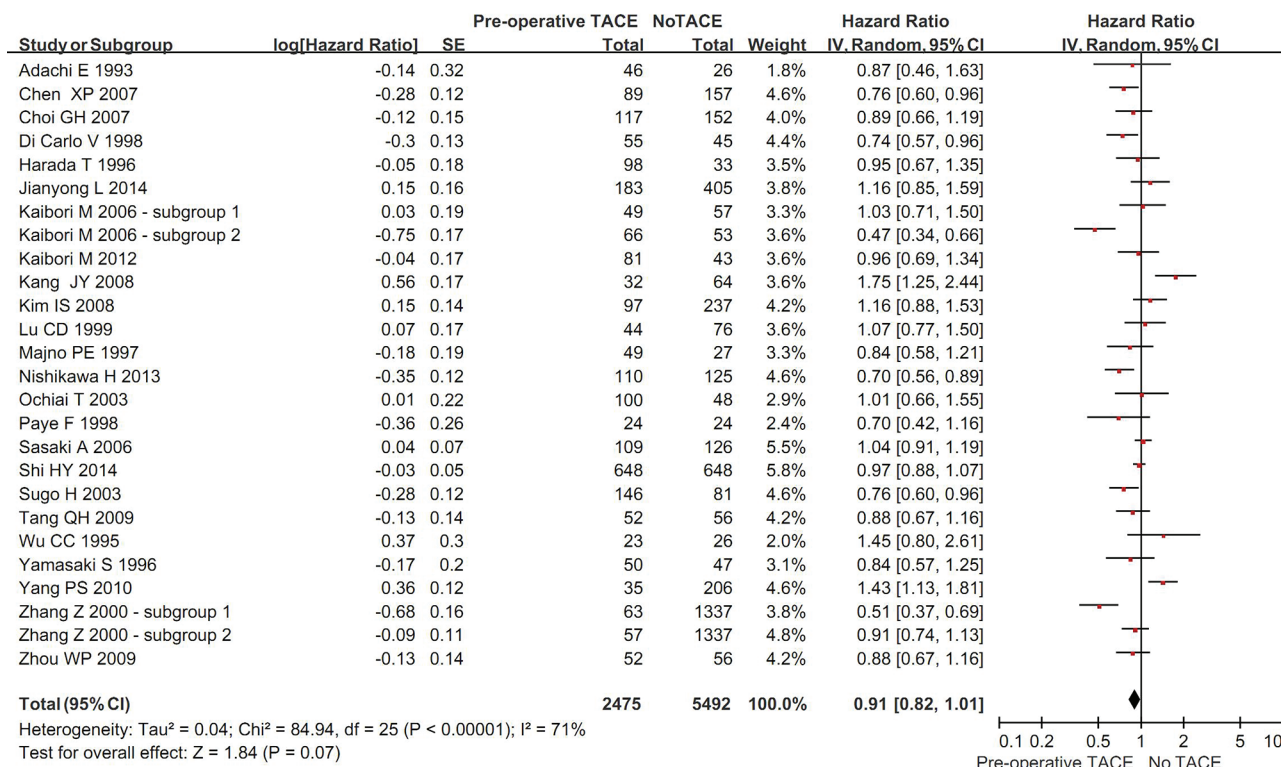 Pre-operative TACE NoTACE Hazard Ratio Hazard Ratio
Study or Subgroup log[Hazard Ratio] SE Total Total Weight IV, Random, 95% CI IV, Random, 95% CI
Adachi E 1993 -0.14 0.32 46 26 1.8% 0.87 [0.46, 1.63]
Chen XP 2007 -0.28 0.12 89 157 4.6% 0.76 [0.60, 0.96]
Choi GH 2007 -0.12 0.15 117 152 4.0% 0.89 [0.66, 1.19]
Di Carlo V 1998 -0.3 0.13 55 45 4.4% 0.74 [0.57, 0.96]
Harada T 1996 -0.05 0.18 98 33 3.5% 0.95 [0.67, 1.35]
Jianyong L 2014 0.15 0.16 183 405 3.8% 1.16 [0.85, 1.59]
Kaibori M 2006 - subgroup 1 0.03 0.19 49 57 3.3% 1.03 [0.71, 1.50]
Kaibori M 2006 - subgroup 2 -0.75 0.17 66 53 3.6% 0.47 [0.34, 0.66]
Kaibori M 2012 -0.04 0.17 81 43 3.6% 0.96 [0.69, 1.34]
Kang JY 2008 0.56 0.17 32 64 3.6% 1.75 [1.25, 2.44]
Kim IS 2008 0.15 0.14 97 237 4.2% 1.16 [0.88, 1.53]
Lu CD 1999 0.07 0.17 44 76 3.6% 1.07 [0.77, 1.50]
Majno PE 1997 -0.18 0.19 49 27 3.3% 0.84 [0.58, 1.21]
Nishikawa H 2013 -0.35 0.12 110 125 4.6% 0.70 [0.56, 0.89]
Ochiai T 2003 0.01 0.22 100 48 2.9% 1.01 [0.66, 1.55]
Paye F 1998 -0.36 0.26 24 24 2.4% 0.70 [0.42, 1.16]
Sasaki A 2006 0.04 0.07 109 126 5.5% 1.04 [0.91, 1.19]
Shi HY 2014 -0.03 0.05 648 648 5.8% 0.97 [0.88, 1.07]
Sugo H 2003 -0.28 0.12 146 81 4.6% 0.76 [0.60, 0.96]
Tang QH 2009 -0.13 0.14 52 56 4.2% 0.88 [0.67, 1.16]
Wu CC 1995 0.37 0.3 23 26 2.0% 1.45 [0.80, 2.61]
Yamasaki S 1996 -0.17 0.2 50 47 3.1% 0.84 [0.57, 1.25]
Yang PS 2010 0.36 0.12 35 206 4.6% 1.43 [1.13, 1.81]
Zhang Z 2000 - subgroup 1 -0.68 0.16 63 1337 3.8% 0.51 [0.37, 0.69]
Zhang Z 2000 - subgroup 2 -0.09 0.11 57 1337 4.8% 0.91 [0.74, 1.13]
Zhou WP 2009 -0.13 0.14 52 56 4.2% 0.88 [0.67, 1.16]
Total (95% CI) 2475 5492 100.0% 0.91 [0.82, 1.01]
Heterogeneity: Tau² = 0.04; Chi² = 84.94, df = 25 (P < 0.00001); I² = 71%
Test for overall effect: Z = 1.84 (P = 0.07)
0.1 0.2 0.5 1 2 5 10
Pre-operative TACE No TACE